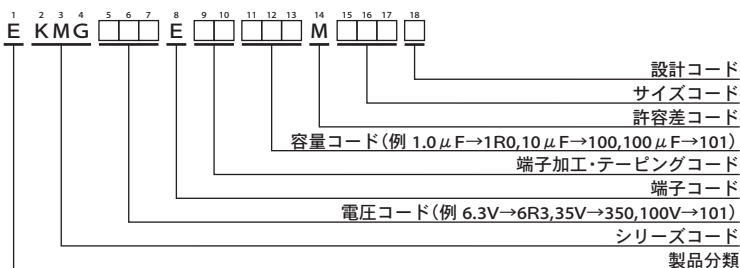 1 2 3 4 5 6 7 8 9 10 11 12 13 14 15 16 17 18
E KMG □□□ E □□ □□□ M □□□ □
設計コード
サイズコード
許容差コード
容量コード(例 1.0μF→1R0,10μF→100,100μF→101)
端子加工・テーピングコード
端子コード
電圧コード(例 6.3V→6R3,35V→350,100V→101)
シリーズコード
製品分類